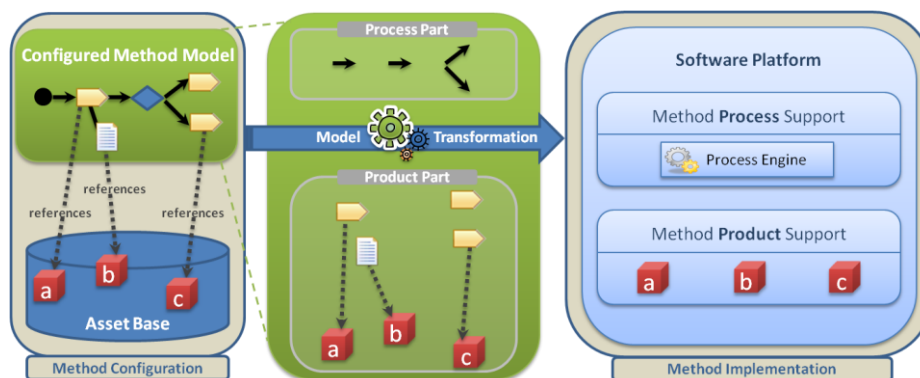 Configured Method Model
references
references
references
a
b
c
Asset Base
Method Configuration
Process Part
Model Transformation
Product Part
a
b
c
Software Platform
Method Process Support
Process Engine
Method Product Support
a
b
c
Method Implementation